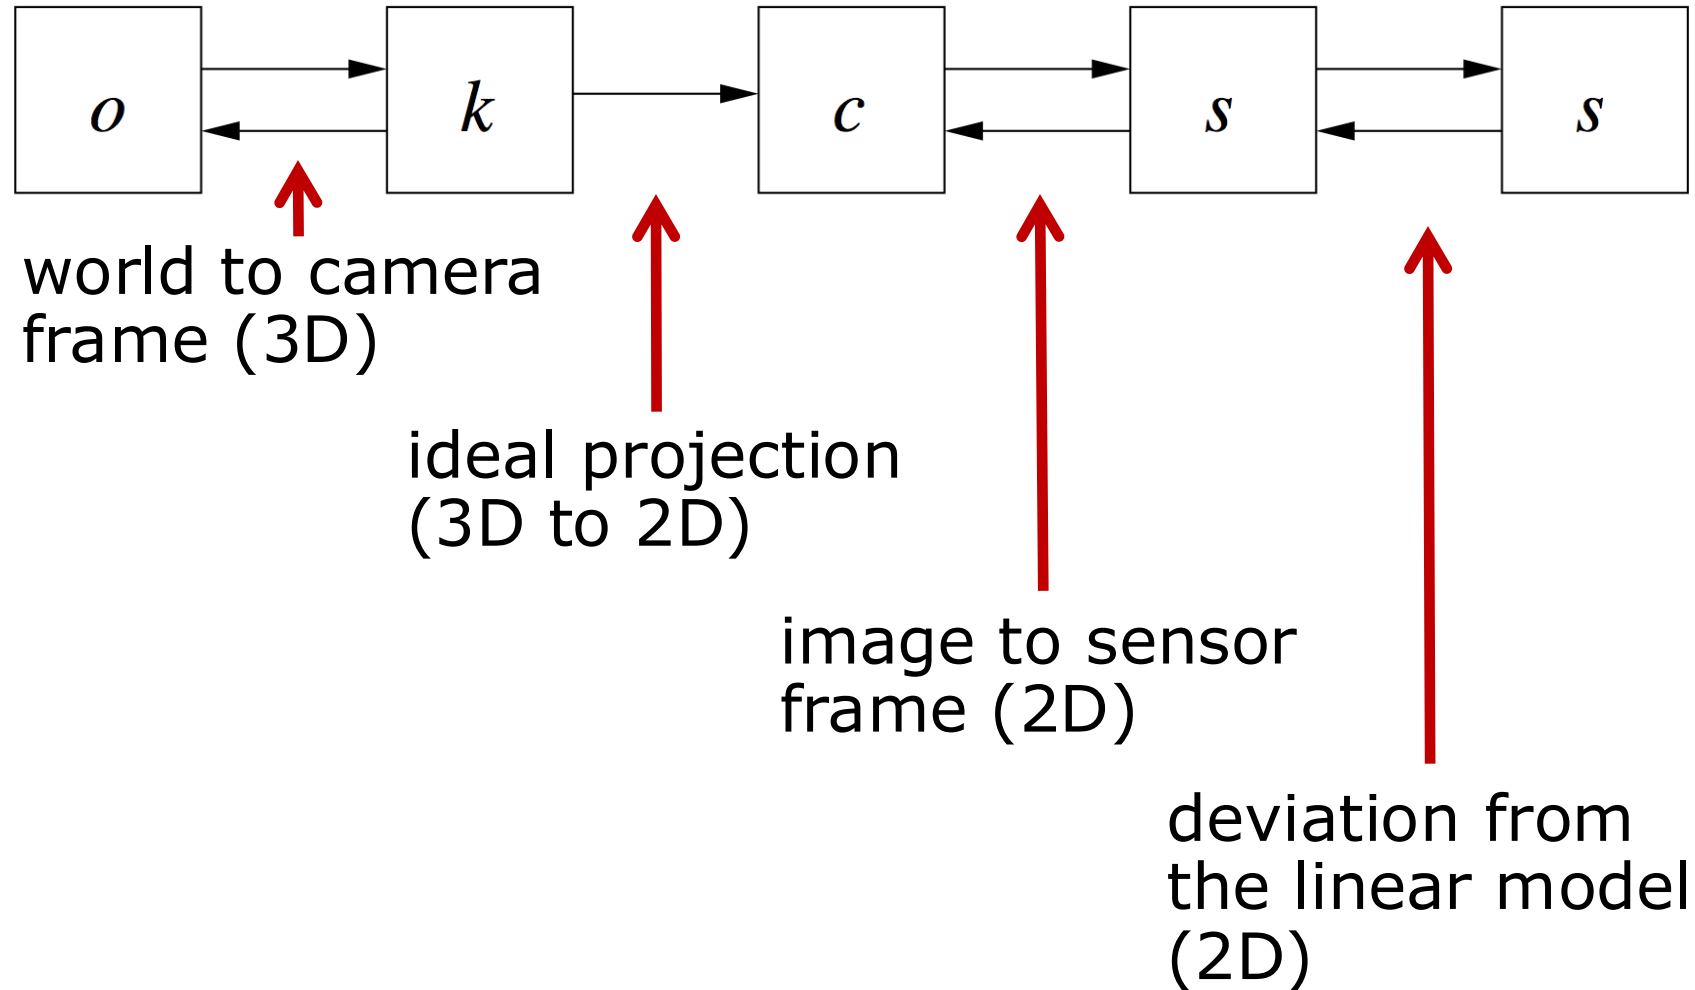 o k c s s
world to camera
frame (3D)
ideal projection
(3D to 2D)
image to sensor
frame (2D)
deviation from
the linear model
(2D)